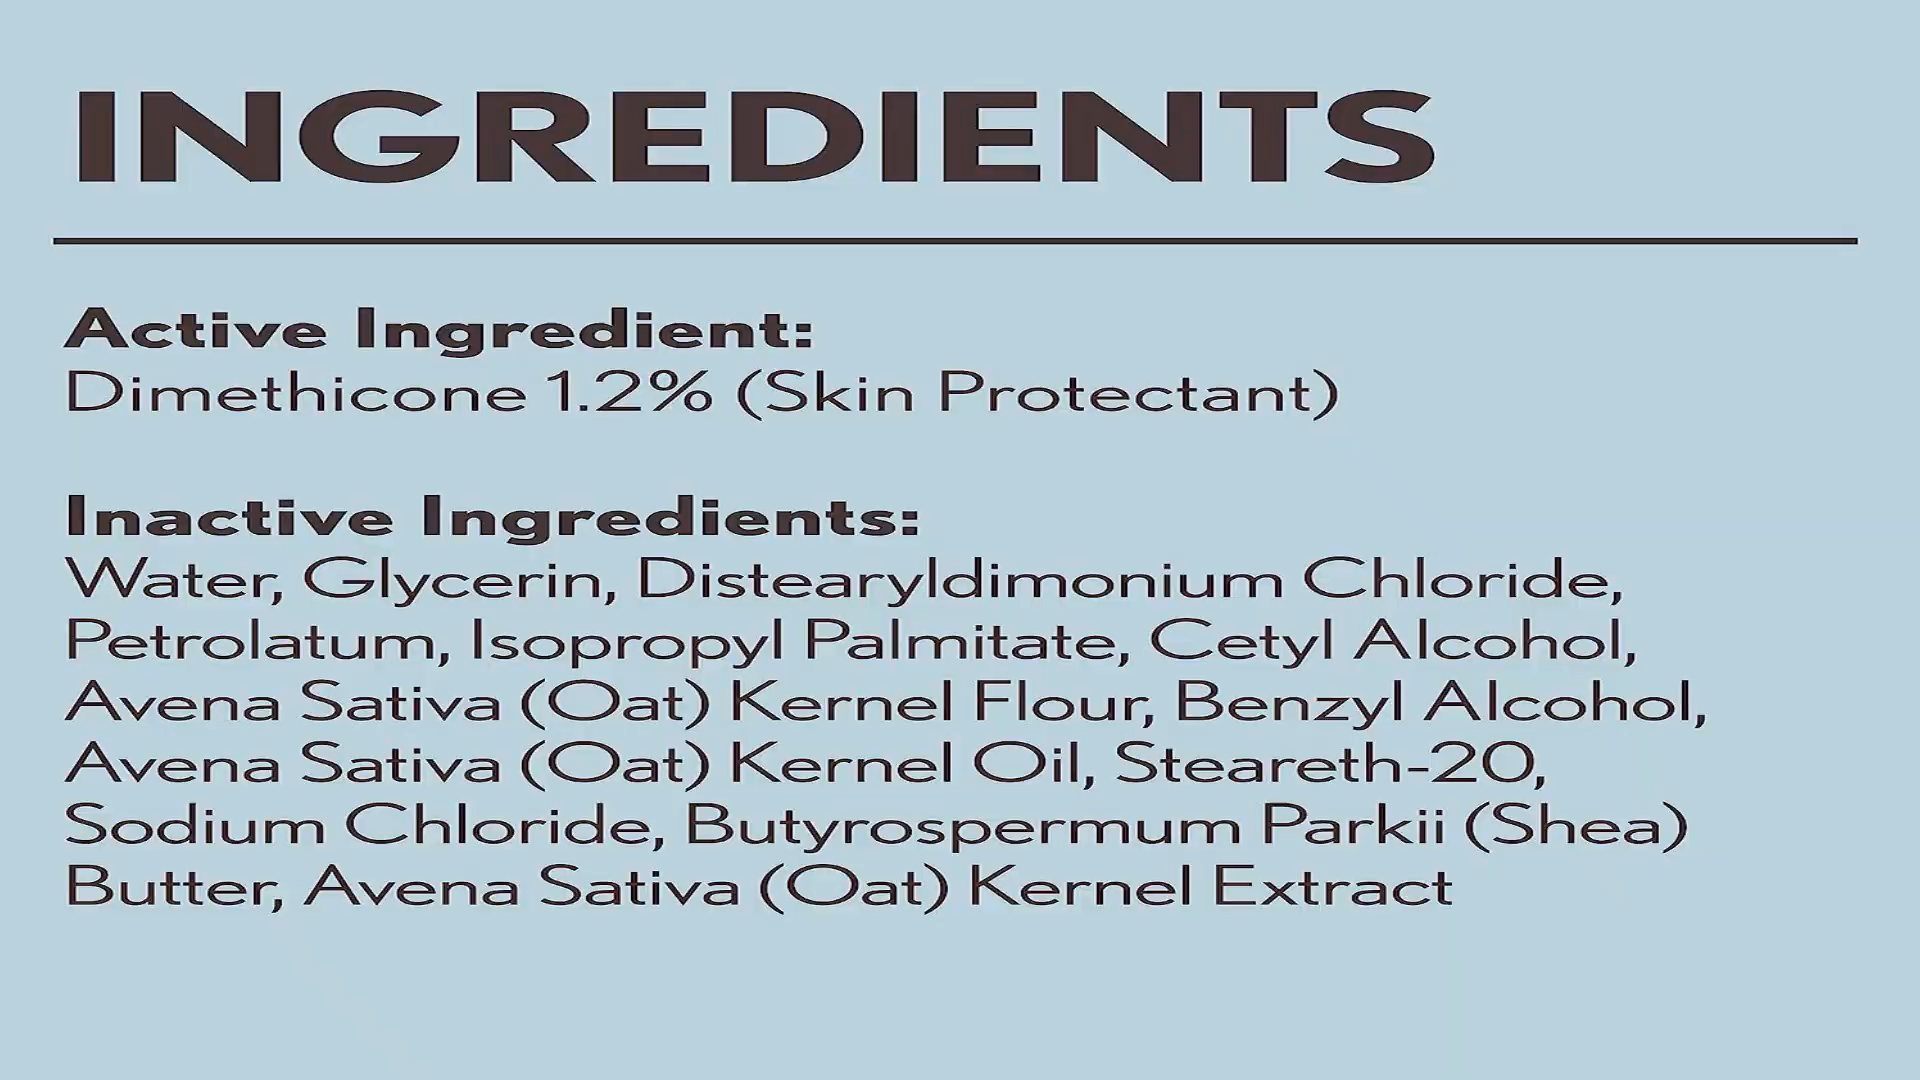 INGREDIENTS
Active Ingredient:
Dimethicone 1.2% (Skin Protectant)
Inactive Ingredients:
Water, Glycerin, Distearyldimonium Chloride,
Petrolatum, Isopropyl Palmitate, Cetyl Alcohol,
Avena Sativa (Oat) Kernel Flour, Benzyl Alcohol,
Avena Sativa (Oat) Kernel Oil, Steareth-20,
Sodium Chloride, Butyrospermum Parkii (Shea)
Butter, Avena Sativa (Oat) Kernel Extract